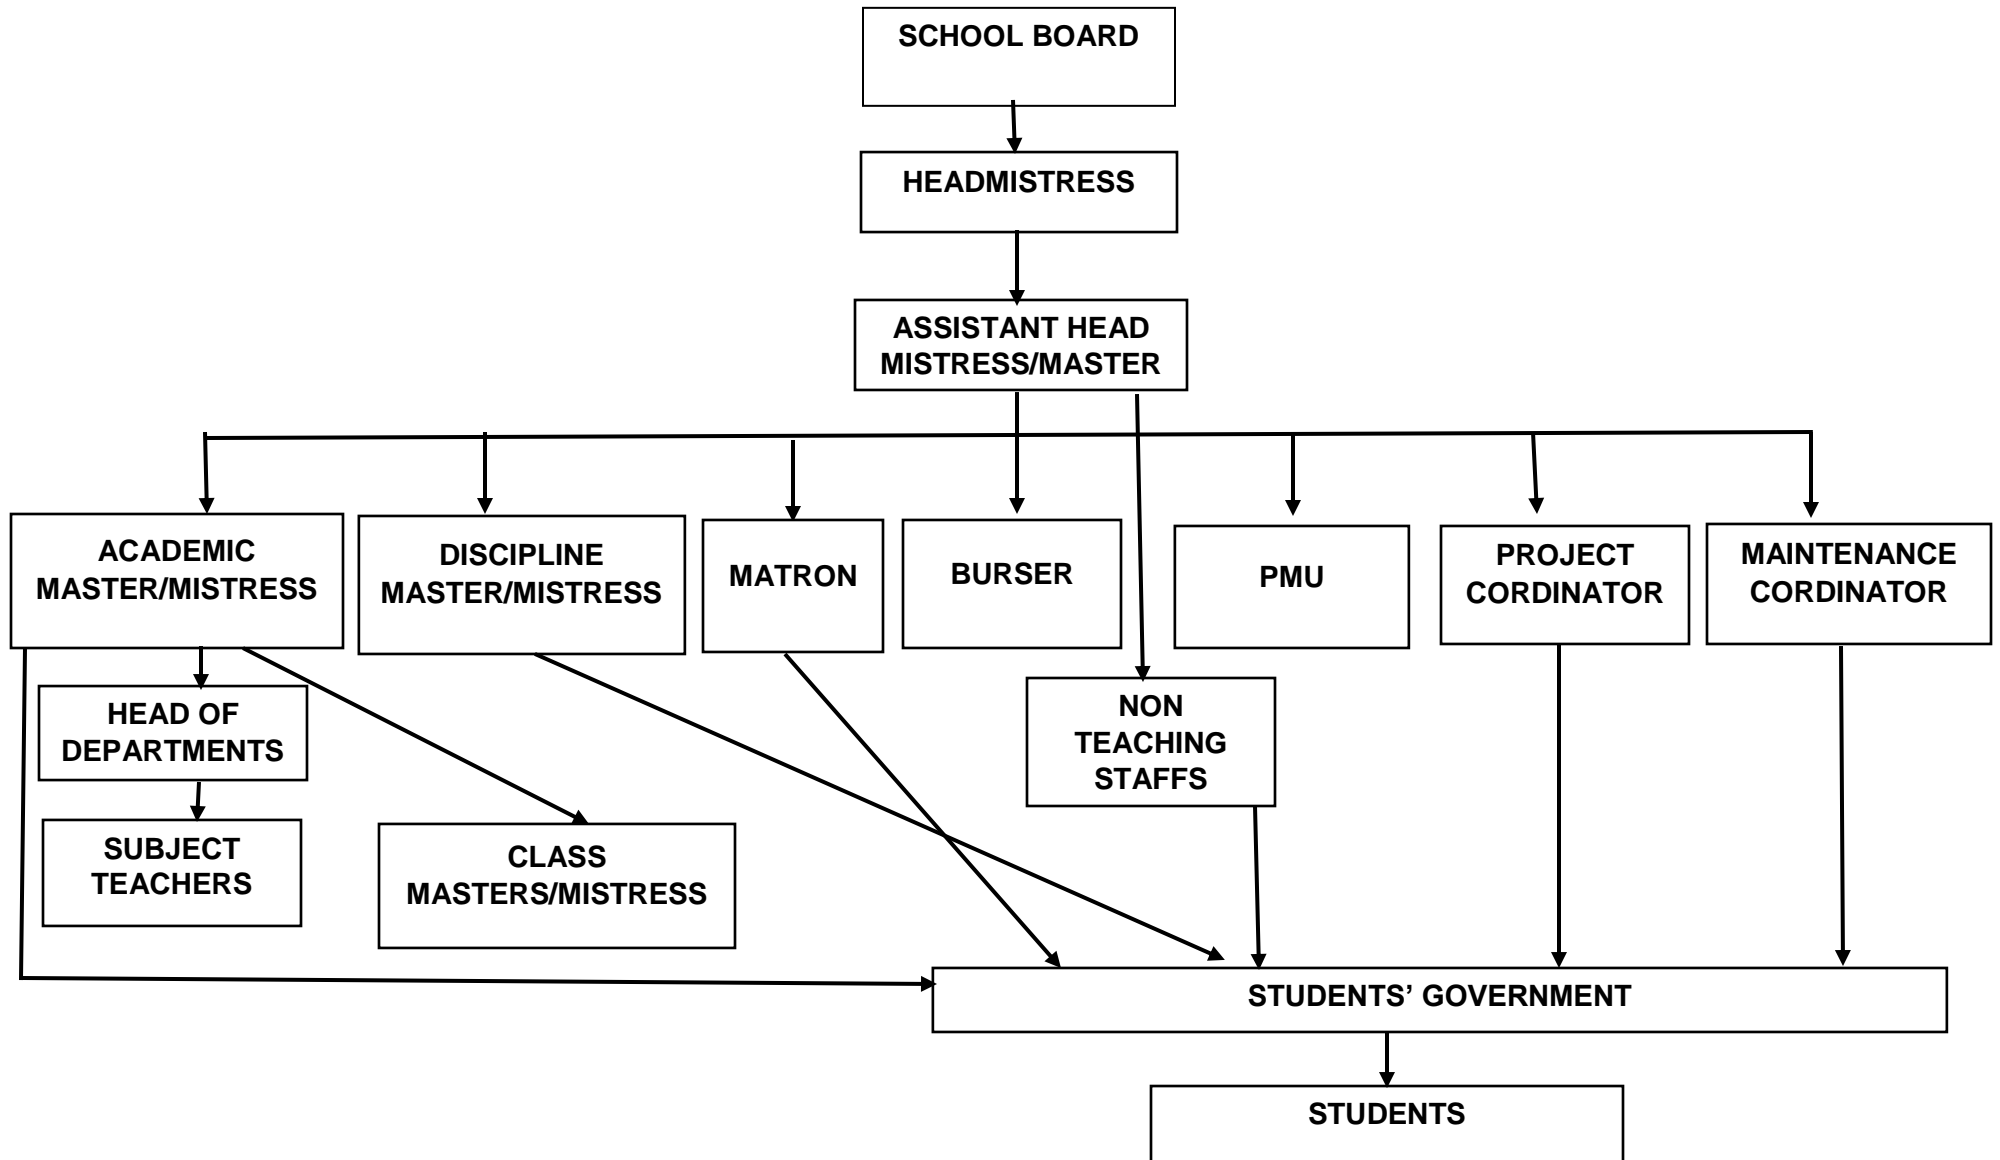 SCHOOL BOARD
HEADMISTRESS
ASSISTANT HEAD
MISTRESS/MASTER
ACADEMIC
MASTER/MISTRESS
DISCIPLINE
MASTER/MISTRESS
MATRON
BURSER
PMU
PROJECT
CORDINATOR
MAINTENANCE
CORDINATOR
HEAD OF
DEPARTMENTS
NON
TEACHING
STAFFS
SUBJECT
TEACHERS
CLASS
MASTERS/MISTRESS
STUDENTS’ GOVERNMENT
STUDENTS